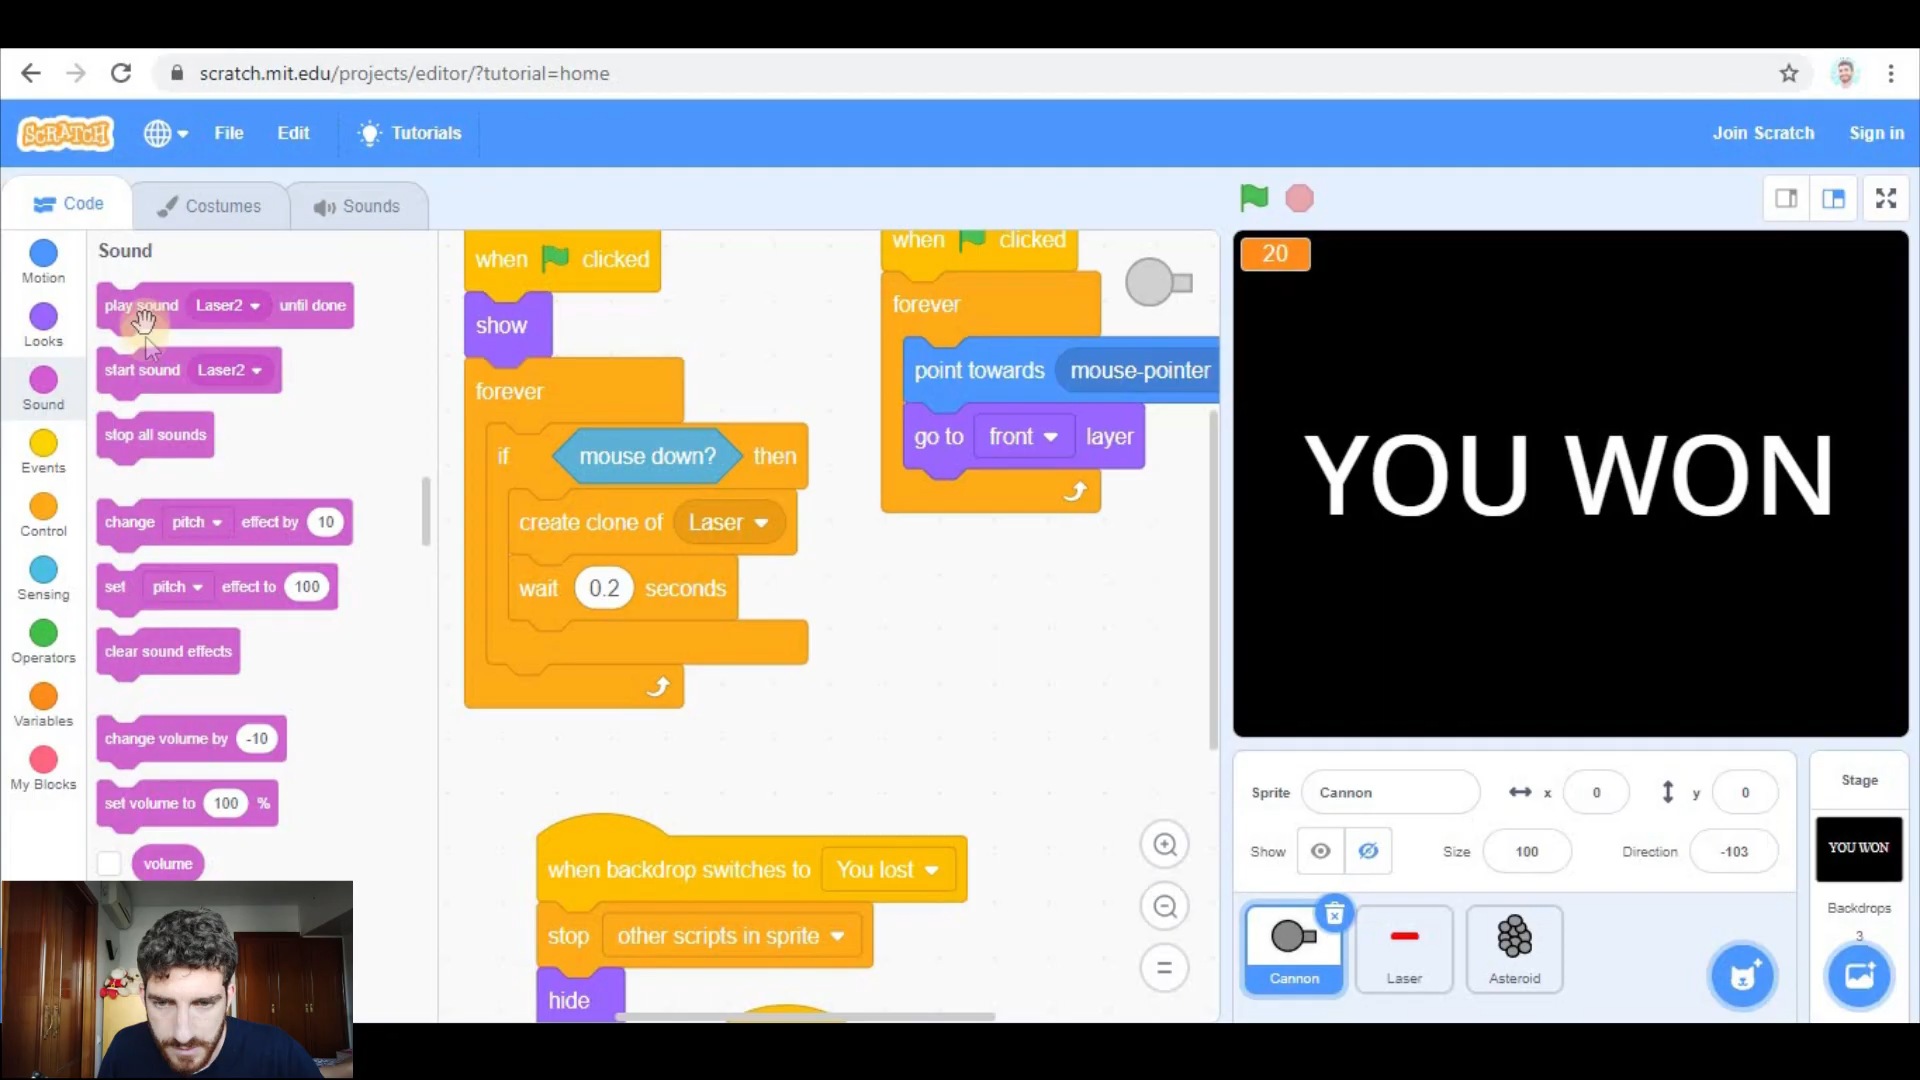 scratch.mit.edu/projects/editor/?tutorial=home
SCRATCH File Edit Tutorials Join Scratch Sign in
Code Costumes Sounds
Motion
Looks
Sound
Events
Control
Sensing
Operators
Variables
My Blocks
Sound
play sound Laser2 until done
start sound Laser2
stop all sounds
change pitch effect by 10
set pitch effect to 100
clear sound effects
change volume by -10
set volume to 100 %
volume
when clicked
show
forever
if mouse down? then
create clone of Laser
wait 0.2 seconds
when backdrop switches to You lost
stop other scripts in sprite
hide
when clicked
forever
point towards mouse-pointer
go to front layer
20
YOU WON
Sprite Cannon x 0 y 0
Show Size 100 Direction -103
Cannon
Laser
Asteroid
Stage
YOU WON
Backdrops
3